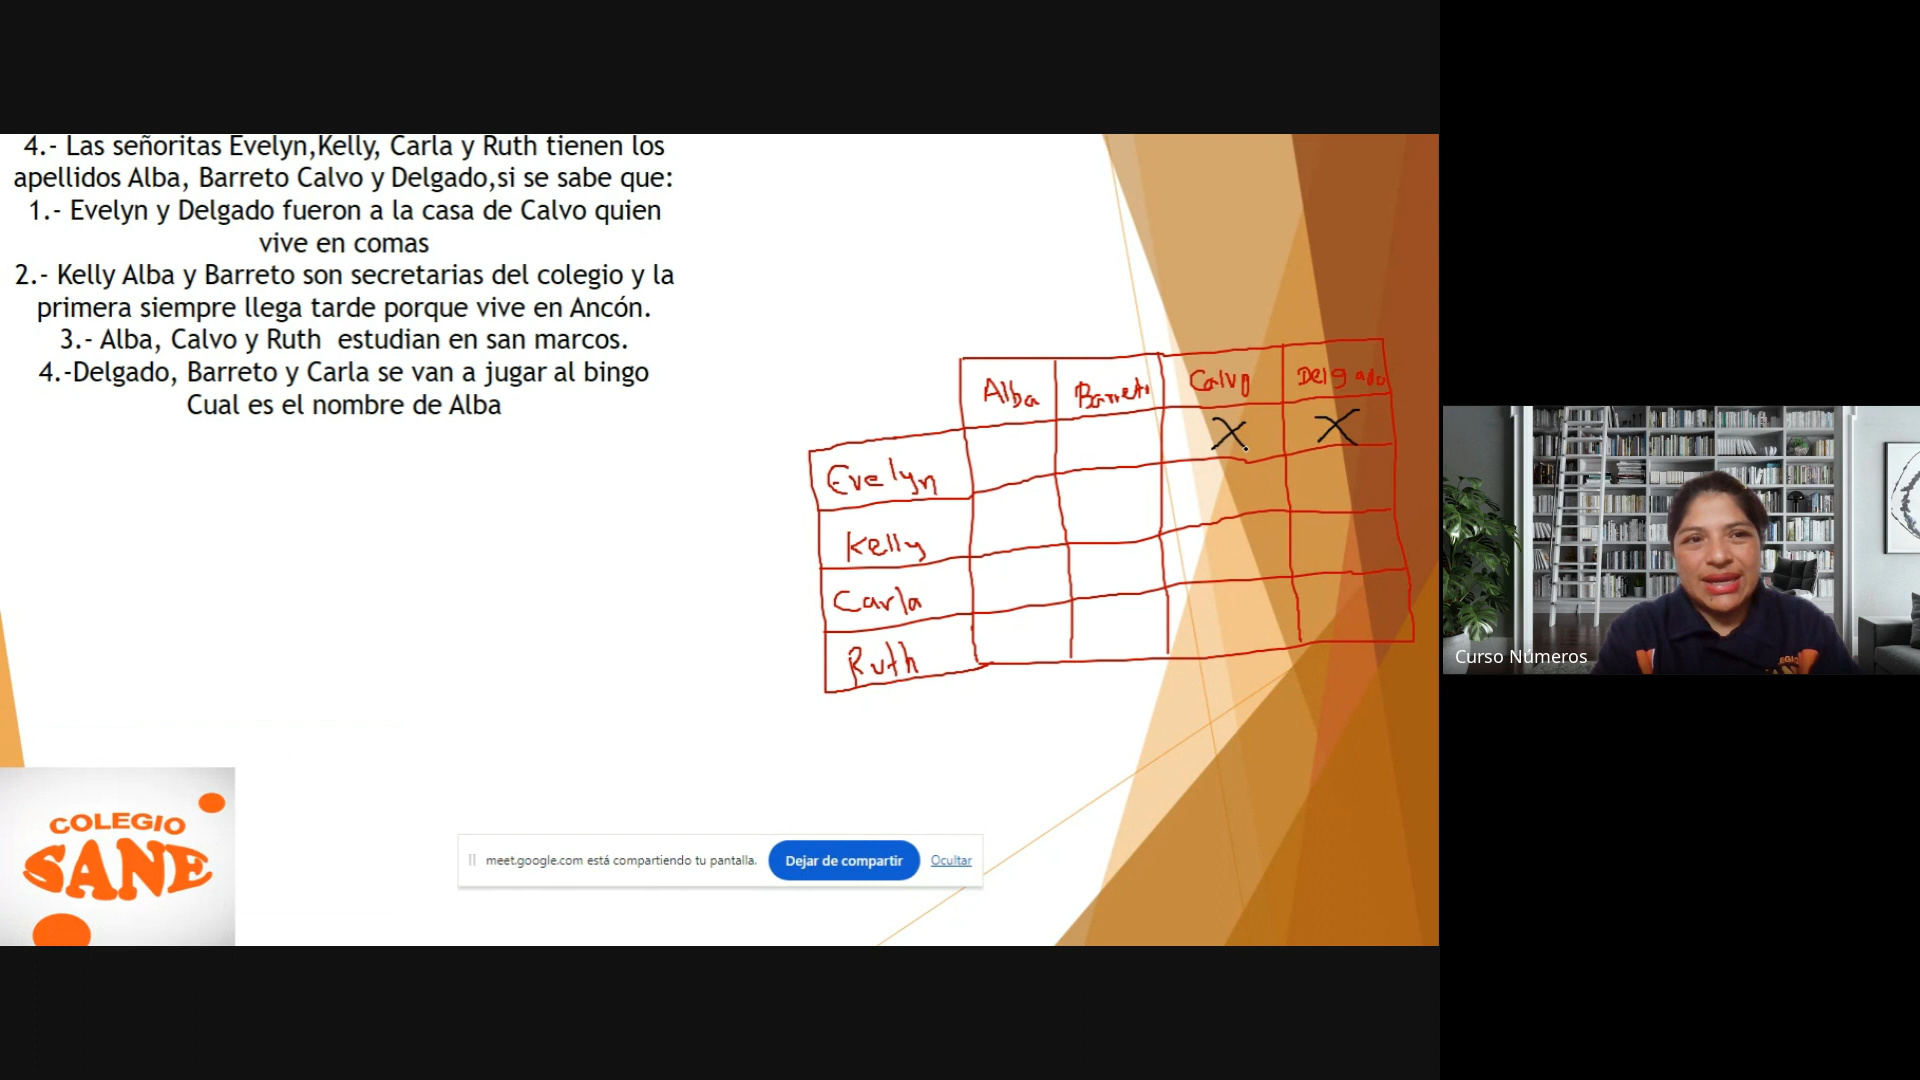 4.- Las señoritas Evelyn,Kelly, Carla y Ruth tienen los
apellidos Alba, Barreto Calvo y Delgado,si se sabe que:
1.- Evelyn y Delgado fueron a la casa de Calvo quien
vive en comas
2.- Kelly Alba y Barreto son secretarias del colegio y la
primera siempre llega tarde porque vive en Ancón.
3.- Alba, Calvo y Ruth estudian en san marcos.
4.-Delgado, Barreto y Carla se van a jugar al bingo
Cual es el nombre de Alba
Alba Barreto Calvo Delgado
Evelyn X X
Kelly
Carla
Ruth
Curso Números
COLEGIO
SANE
meet.google.com está compartiendo tu pantalla. Dejar de compartir Ocultar